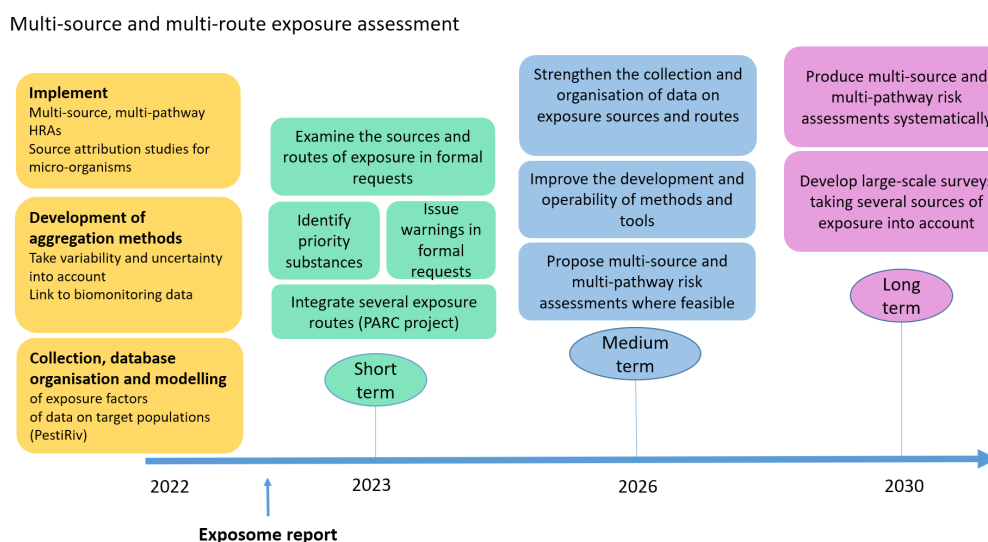 Multi-source and multi-route exposure assessment
Implement
Multi-source, multi-pathway
HRAs
Source attribution studies for
micro-organisms
Development of
aggregation methods
Take variability and uncertainty
into account
Link to biomonitoring data
Collection, database
organisation and modelling
of exposure factors
of data on target populations
(PestiRiv)
Examine the sources and
routes of exposure in formal
requests
Identify
priority
substances
Issue
warnings in
formal
requests
Integrate several exposure
routes (PARC project)
Short
term
Strengthen the collection and
organisation of data on
exposure sources and routes
Improve the development and
operability of methods and
tools
Propose multi-source and
multi-pathway risk
assessments where feasible
Medium
term
Produce multi-source and
multi-pathway risk
assessments systematically
Develop large-scale surveys
taking several sources of
exposure into account
Long
term
2022
2023
2026
2030
Exposome report